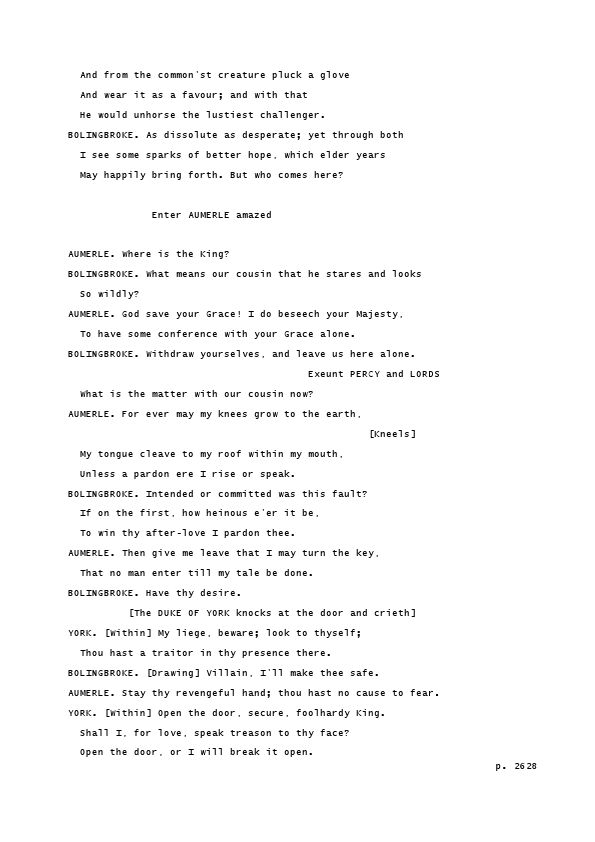 And from the common'st creature pluck a glove
And wear it as a favour; and with that
He would unhorse the lustiest challenger.
BOLINGBROKE. As dissolute as desperate; yet through both
I see some sparks of better hope, which elder years
May happily bring forth. But who comes here?
Enter AUMERLE amazed
AUMERLE. Where is the King?
BOLINGBROKE. What means our cousin that he stares and looks
So wildly?
AUMERLE. God save your Grace! I do beseech your Majesty,
To have some conference with your Grace alone.
BOLINGBROKE. Withdraw yourselves, and leave us here alone.
Exeunt PERCY and LORDS
What is the matter with our cousin now?
AUMERLE. For ever may my knees grow to the earth,
[Kneels]
My tongue cleave to my roof within my mouth,
Unless a pardon ere I rise or speak.
BOLINGBROKE. Intended or committed was this fault?
If on the first, how heinous e'er it be,
To win thy after-love I pardon thee.
AUMERLE. Then give me leave that I may turn the key,
That no man enter till my tale be done.
BOLINGBROKE. Have thy desire.
[The DUKE OF YORK knocks at the door and crieth]
YORK. [Within] My liege, beware; look to thyself;
Thou hast a traitor in thy presence there.
BOLINGBROKE. [Drawing] Villain, I'll make thee safe.
AUMERLE. Stay thy revengeful hand; thou hast no cause to fear.
YORK. [Within] Open the door, secure, foolhardy King.
Shall I, for love, speak treason to thy face?
Open the door, or I will break it open.
p. 2628